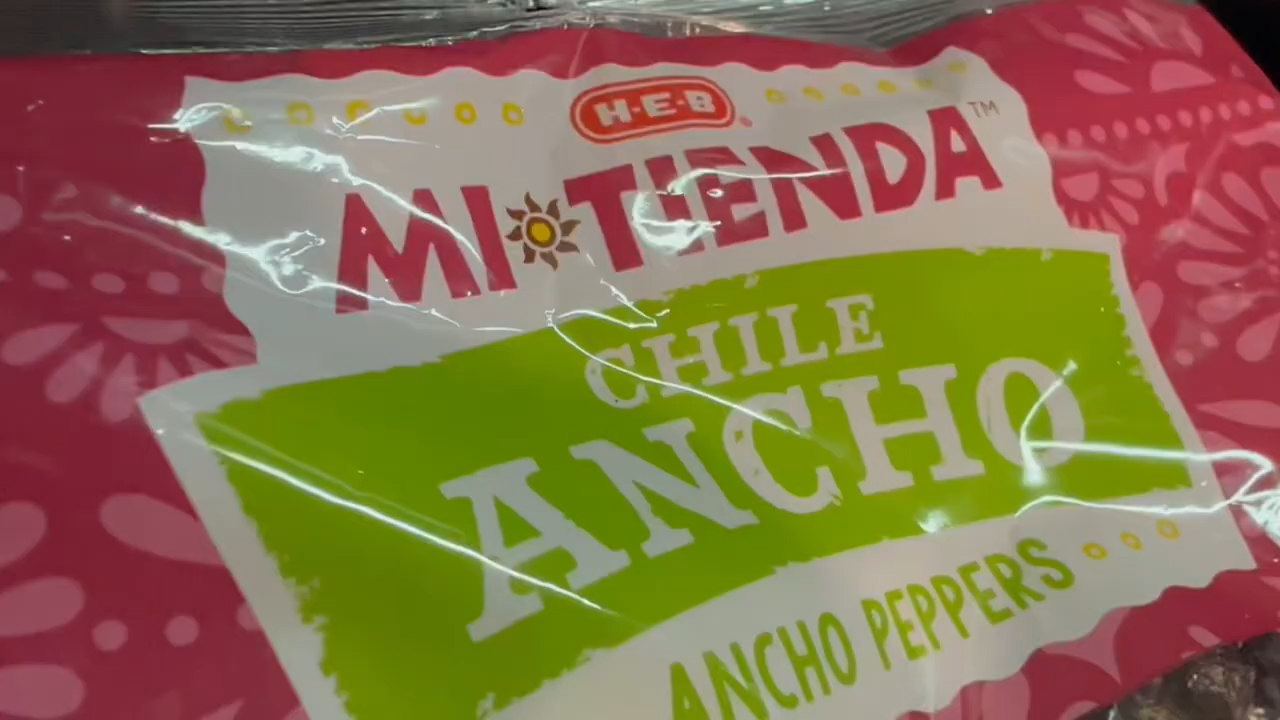 H-E-B®
MI TIENDA™
CHILE
ANCHO
ANCHO PEPPERS